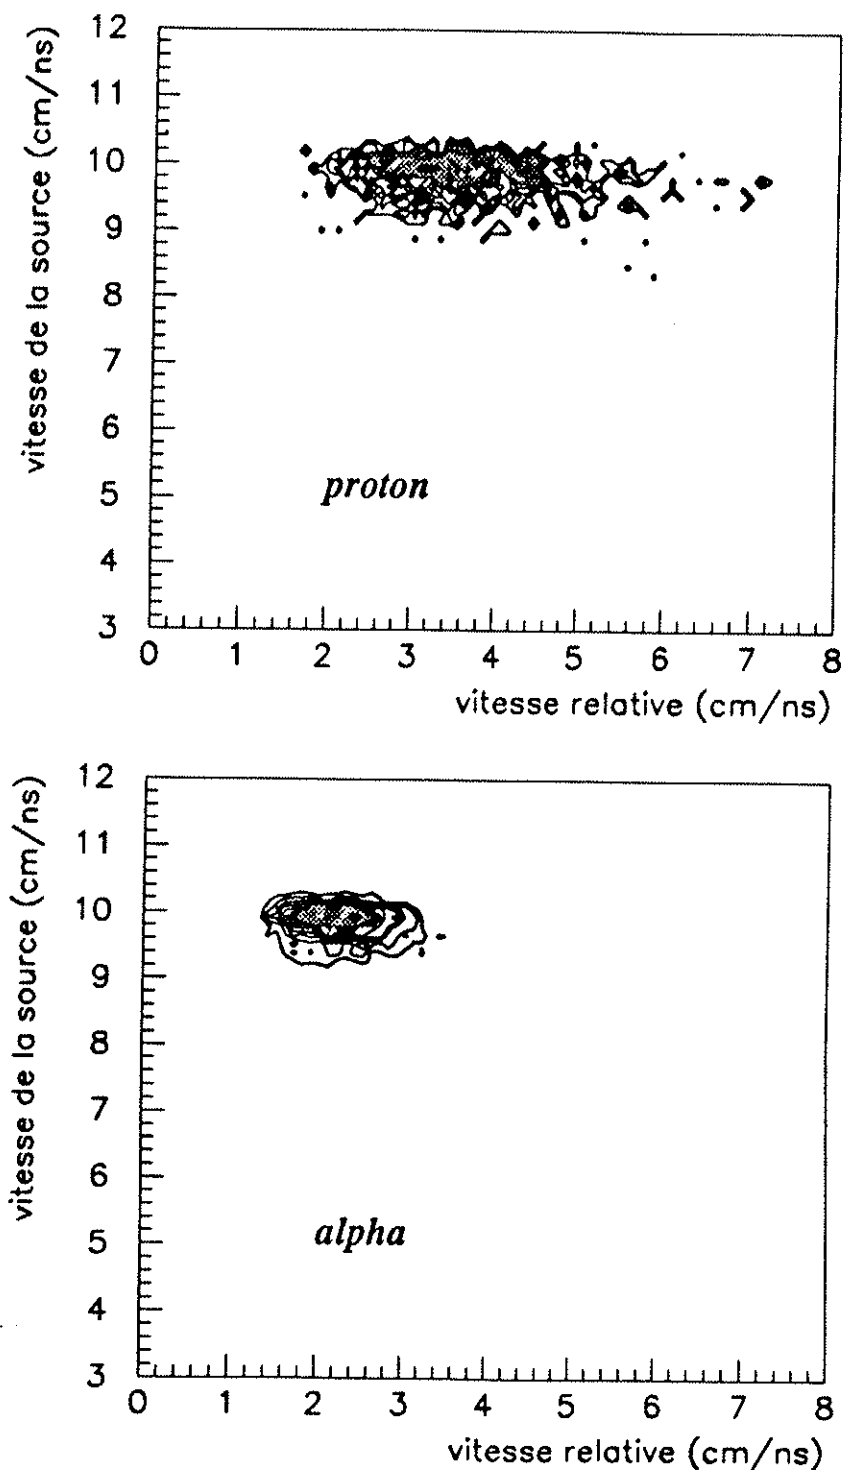 vitesse de la source (cm/ns)
12
11
10
9
8
7
6
5
4
3
proton
0 1 2 3 4 5 6 7 8
vitesse relative (cm/ns)
vitesse de la source (cm/ns)
12
11
10
9
8
7
6
5
4
3
alpha
0 1 2 3 4 5 6 7 8
vitesse relative (cm/ns)